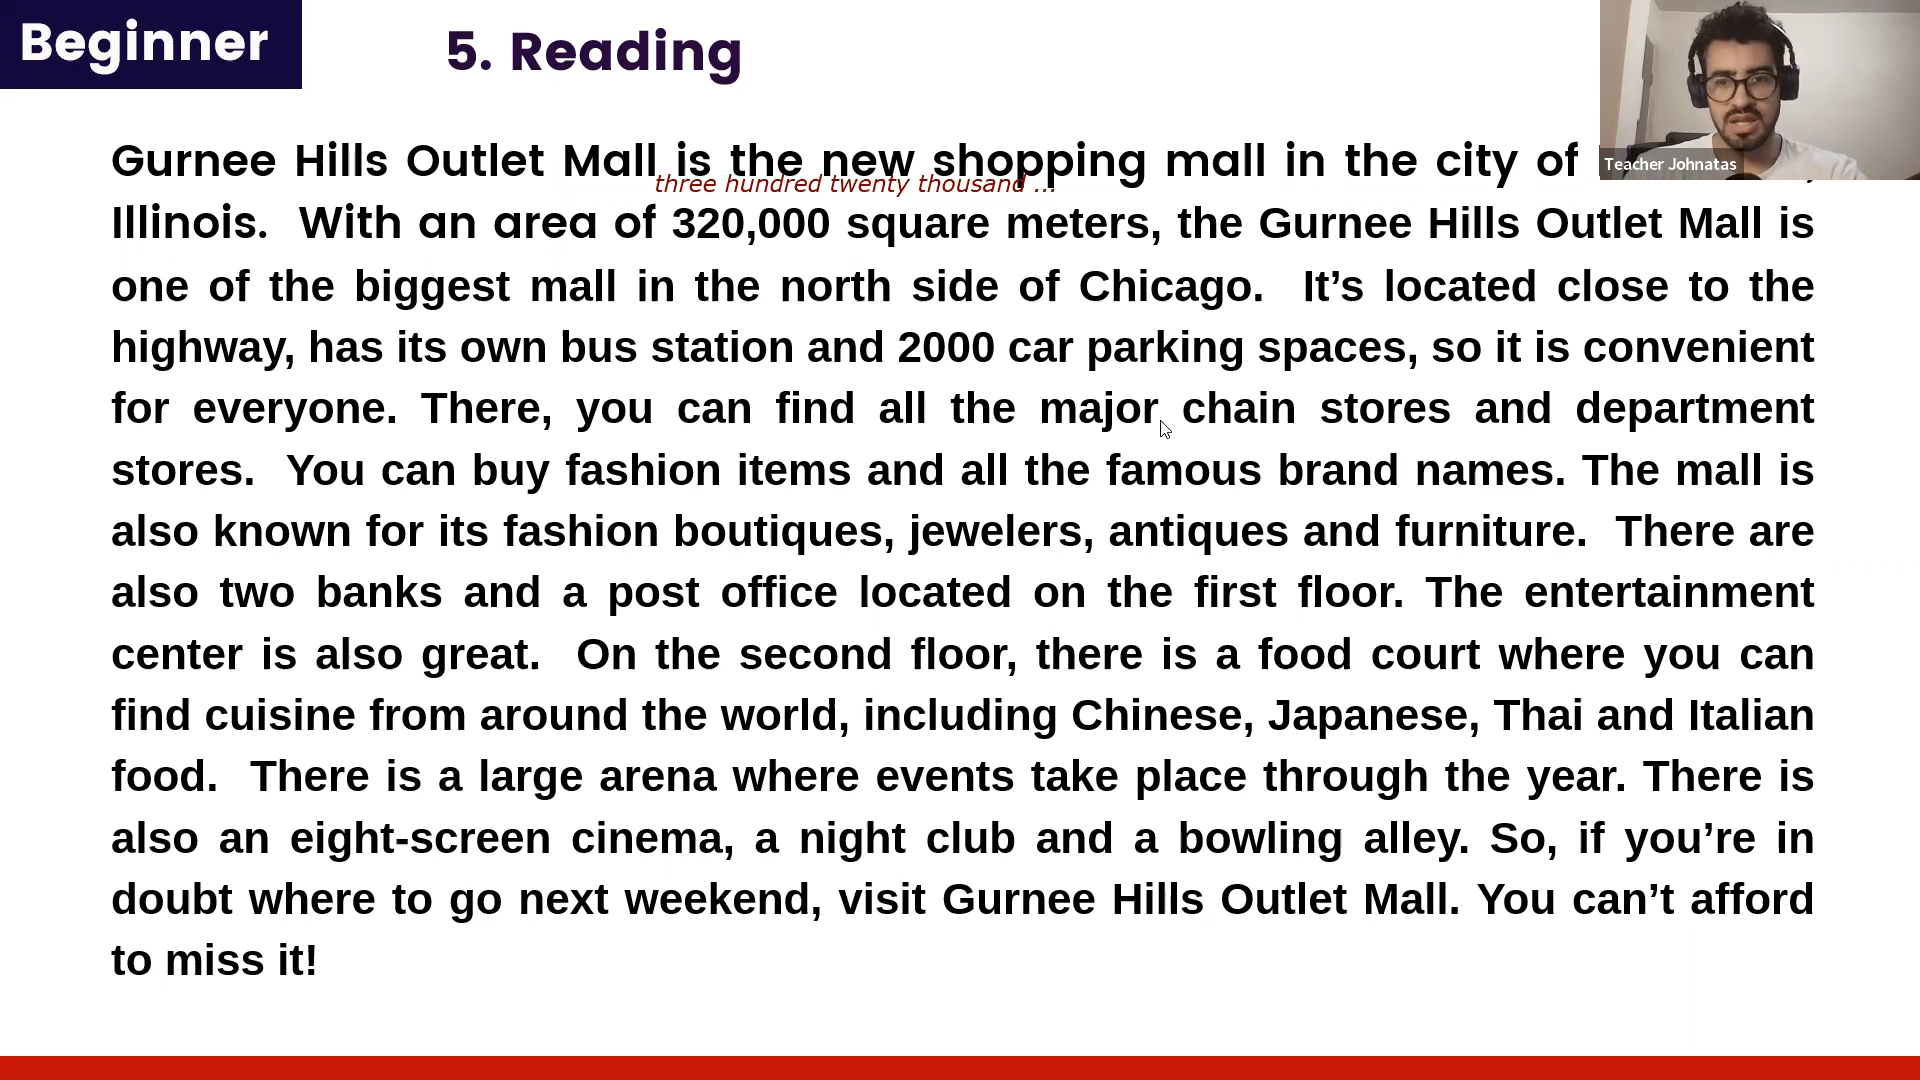 Beginner
5. Reading
Teacher Johnatas
Gurnee Hills Outlet Mall is the new shopping mall in the city of
three hundred twenty thousand ...
Illinois. With an area of 320,000 square meters, the Gurnee Hills Outlet Mall is
one of the biggest mall in the north side of Chicago. It’s located close to the
highway, has its own bus station and 2000 car parking spaces, so it is convenient
for everyone. There, you can find all the major chain stores and department
stores. You can buy fashion items and all the famous brand names. The mall is
also known for its fashion boutiques, jewelers, antiques and furniture. There are
also two banks and a post office located on the first floor. The entertainment
center is also great. On the second floor, there is a food court where you can
find cuisine from around the world, including Chinese, Japanese, Thai and Italian
food. There is a large arena where events take place through the year. There is
also an eight-screen cinema, a night club and a bowling alley. So, if you’re in
doubt where to go next weekend, visit Gurnee Hills Outlet Mall. You can’t afford
to miss it!